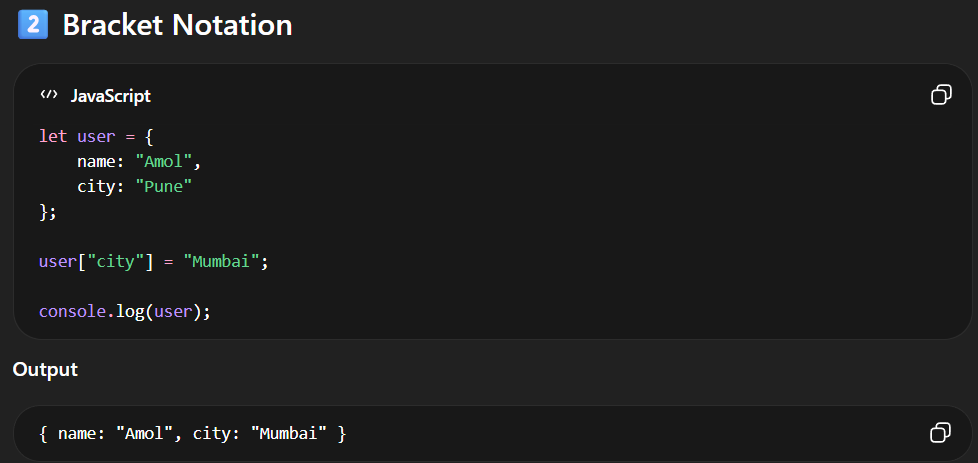 2 Bracket Notation
</> JavaScript
let user = {
    name: "Amol",
    city: "Pune"
};
user["city"] = "Mumbai";
console.log(user);
Output
{ name: "Amol", city: "Mumbai" }